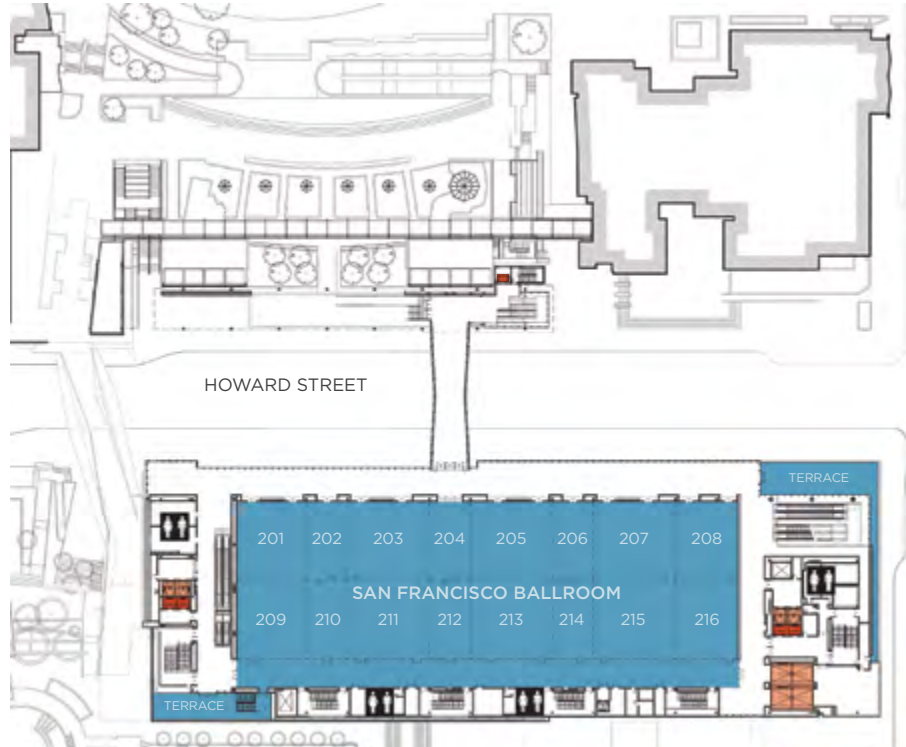 HOWARD STREET
TERRACE
201 202 203 204 205 206 207 208
SAN FRANCISCO BALLROOM
209 210 211 212 213 214 215 216
TERRACE